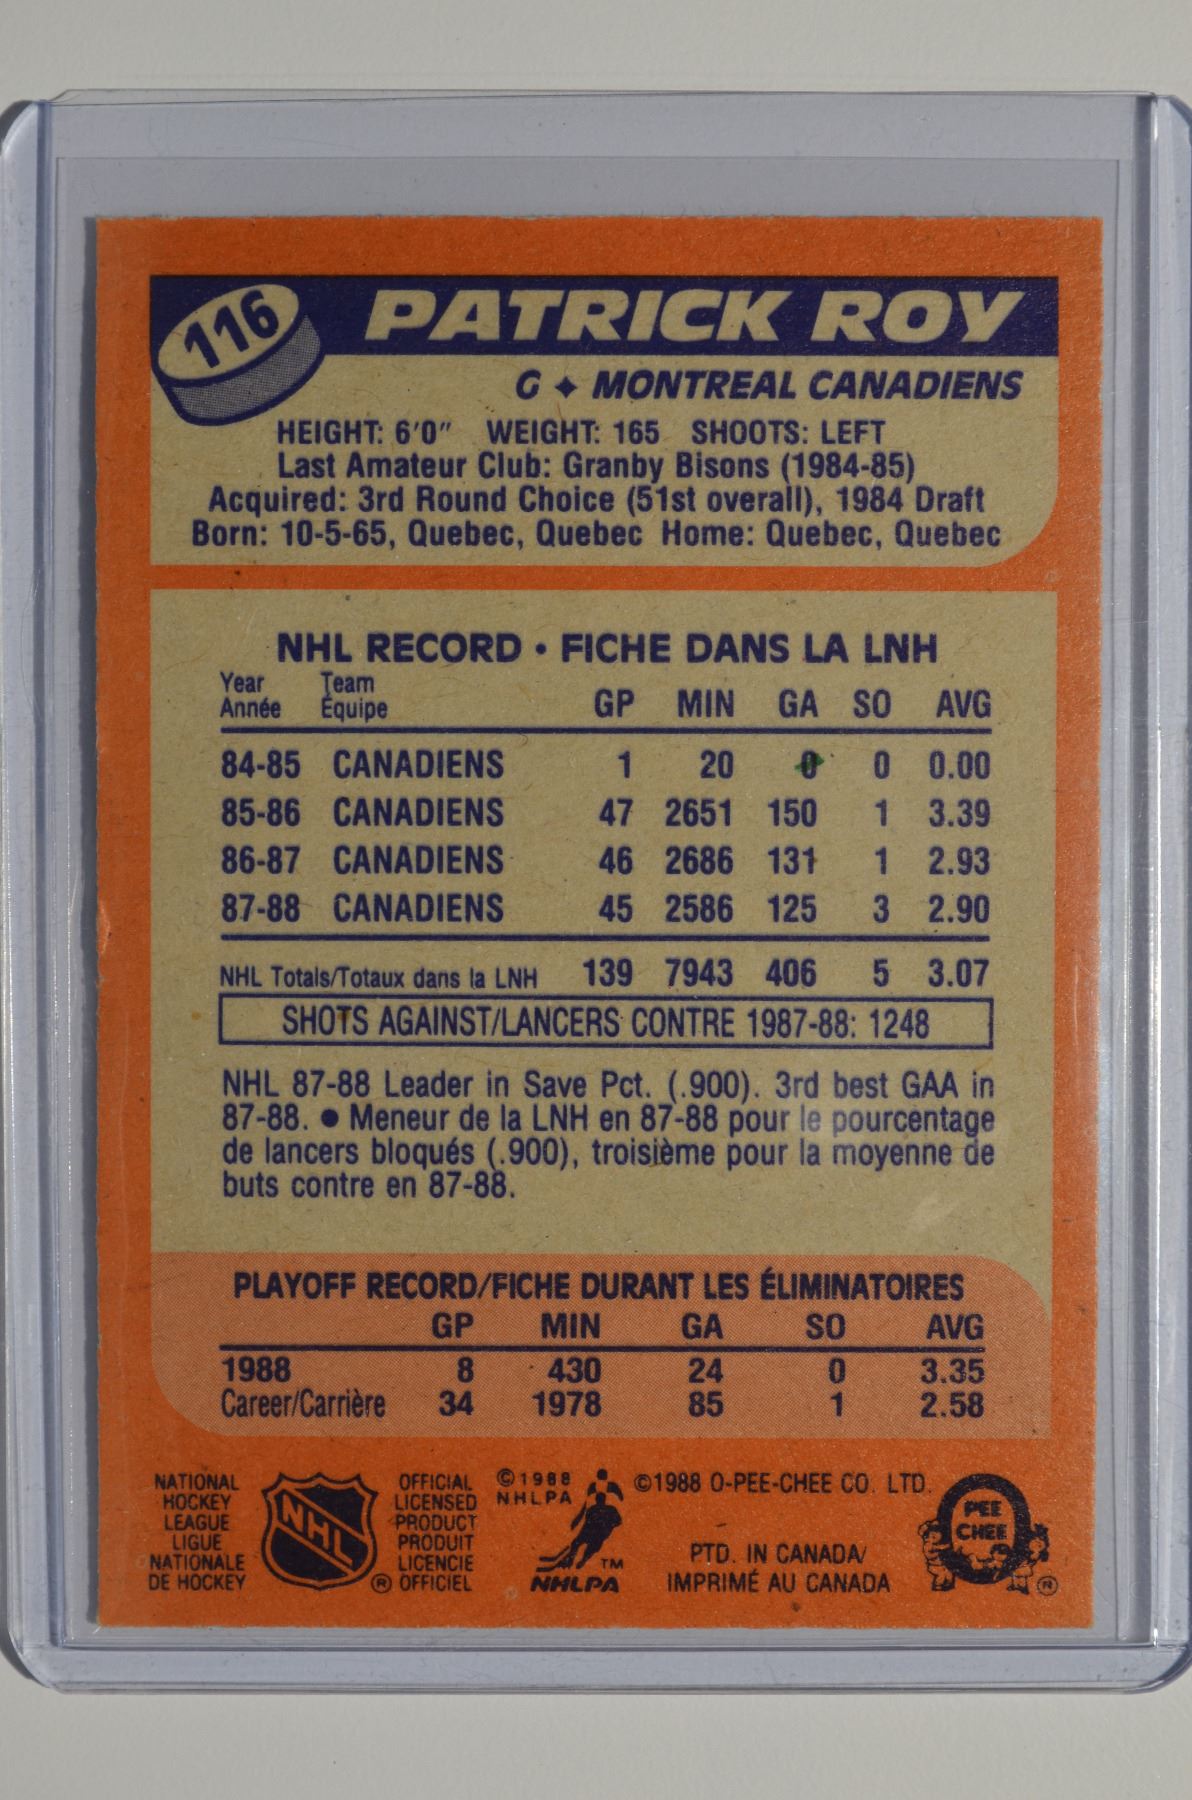 116
PATRICK ROY
G ✦ MONTREAL CANADIENS
HEIGHT: 6'0" WEIGHT: 165 SHOOTS: LEFT
Last Amateur Club: Granby Bisons (1984-85)
Acquired: 3rd Round Choice (51st overall), 1984 Draft
Born: 10-5-65, Quebec, Quebec Home: Quebec, Quebec
NHL RECORD • FICHE DANS LA LNH
Year Team
Année Équipe GP MIN GA SO AVG
84-85 CANADIENS 1 20 0 0 0.00
85-86 CANADIENS 47 2651 150 1 3.39
86-87 CANADIENS 46 2686 131 1 2.93
87-88 CANADIENS 45 2586 125 3 2.90
NHL Totals/Totaux dans la LNH 139 7943 406 5 3.07
SHOTS AGAINST/LANCERS CONTRE 1987-88: 1248
NHL 87-88 Leader in Save Pct. (.900). 3rd best GAA in
87-88. ● Meneur de la LNH en 87-88 pour le pourcentage
de lancers bloqués (.900), troisième pour la moyenne de
buts contre en 87-88.
PLAYOFF RECORD/FICHE DURANT LES ÉLIMINATOIRES
GP MIN GA SO AVG
1988 8 430 24 0 3.35
Career/Carrière 34 1978 85 1 2.58
NATIONAL
HOCKEY
LEAGUE
LIGUE
NATIONALE
DE HOCKEY
NHL
®
OFFICIAL
LICENSED
PRODUCT
PRODUIT
LICENCIE
OFFICIEL
©1988
NHLPA
TM
NHLPA
©1988 O-PEE-CHEE CO. LTD.
PTD. IN CANADA/
IMPRIMÉ AU CANADA
PEE
CHEE
®